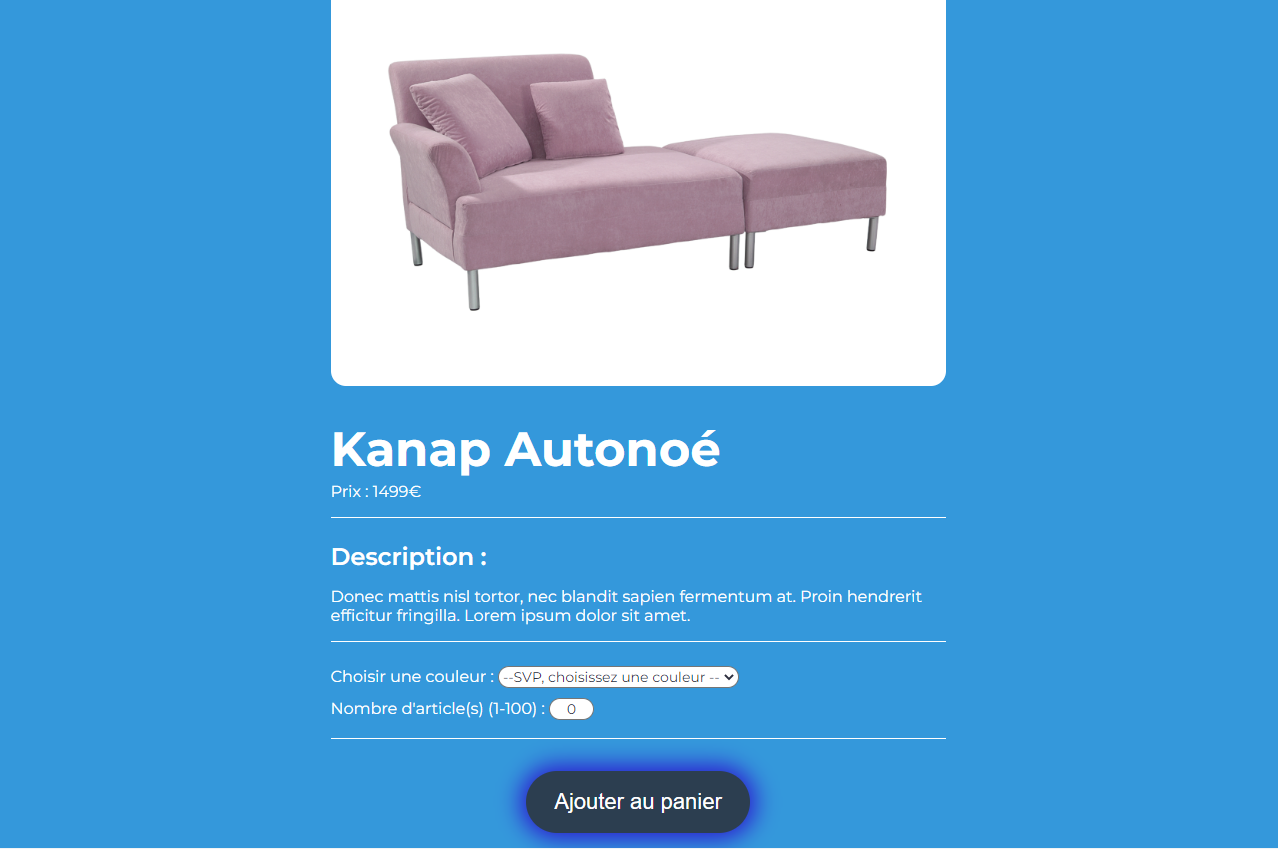 Kanap Autonoé
Prix : 1499€
Description :
Donec mattis nisl tortor, nec blandit sapien fermentum at. Proin hendrerit
efficitur fringilla. Lorem ipsum dolor sit amet.
Choisir une couleur : --SVP, choisissez une couleur --
Nombre d'article(s) (1-100) : 0
Ajouter au panier